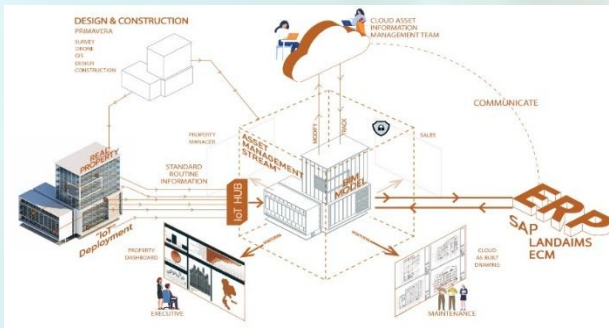 DESIGN & CONSTRUCTION
PRIMAVERA
SURVEY
DRONE
GIS
DESIGN
CONSTRUCTION
CLOUD ASSET
INFORMATION
MANAGEMENT TEAM
COMMUNICATE
PROPERTY
MANAGER
ASSET
MANAGEMENT
STREAM
MODIFY
TRACK
SALES
REAL
PROPERTY
STANDARD
ROUTINE
INFORMATION
IoT HUB
BIM
MODEL
"IoT"
Deployment
ERP
SAP
LANDAIMS
ECM
PROPERTY
DASHBOARD
CLOUD
AS BUILT
DRAWING
EXECUTIVE
MAINTENANCE